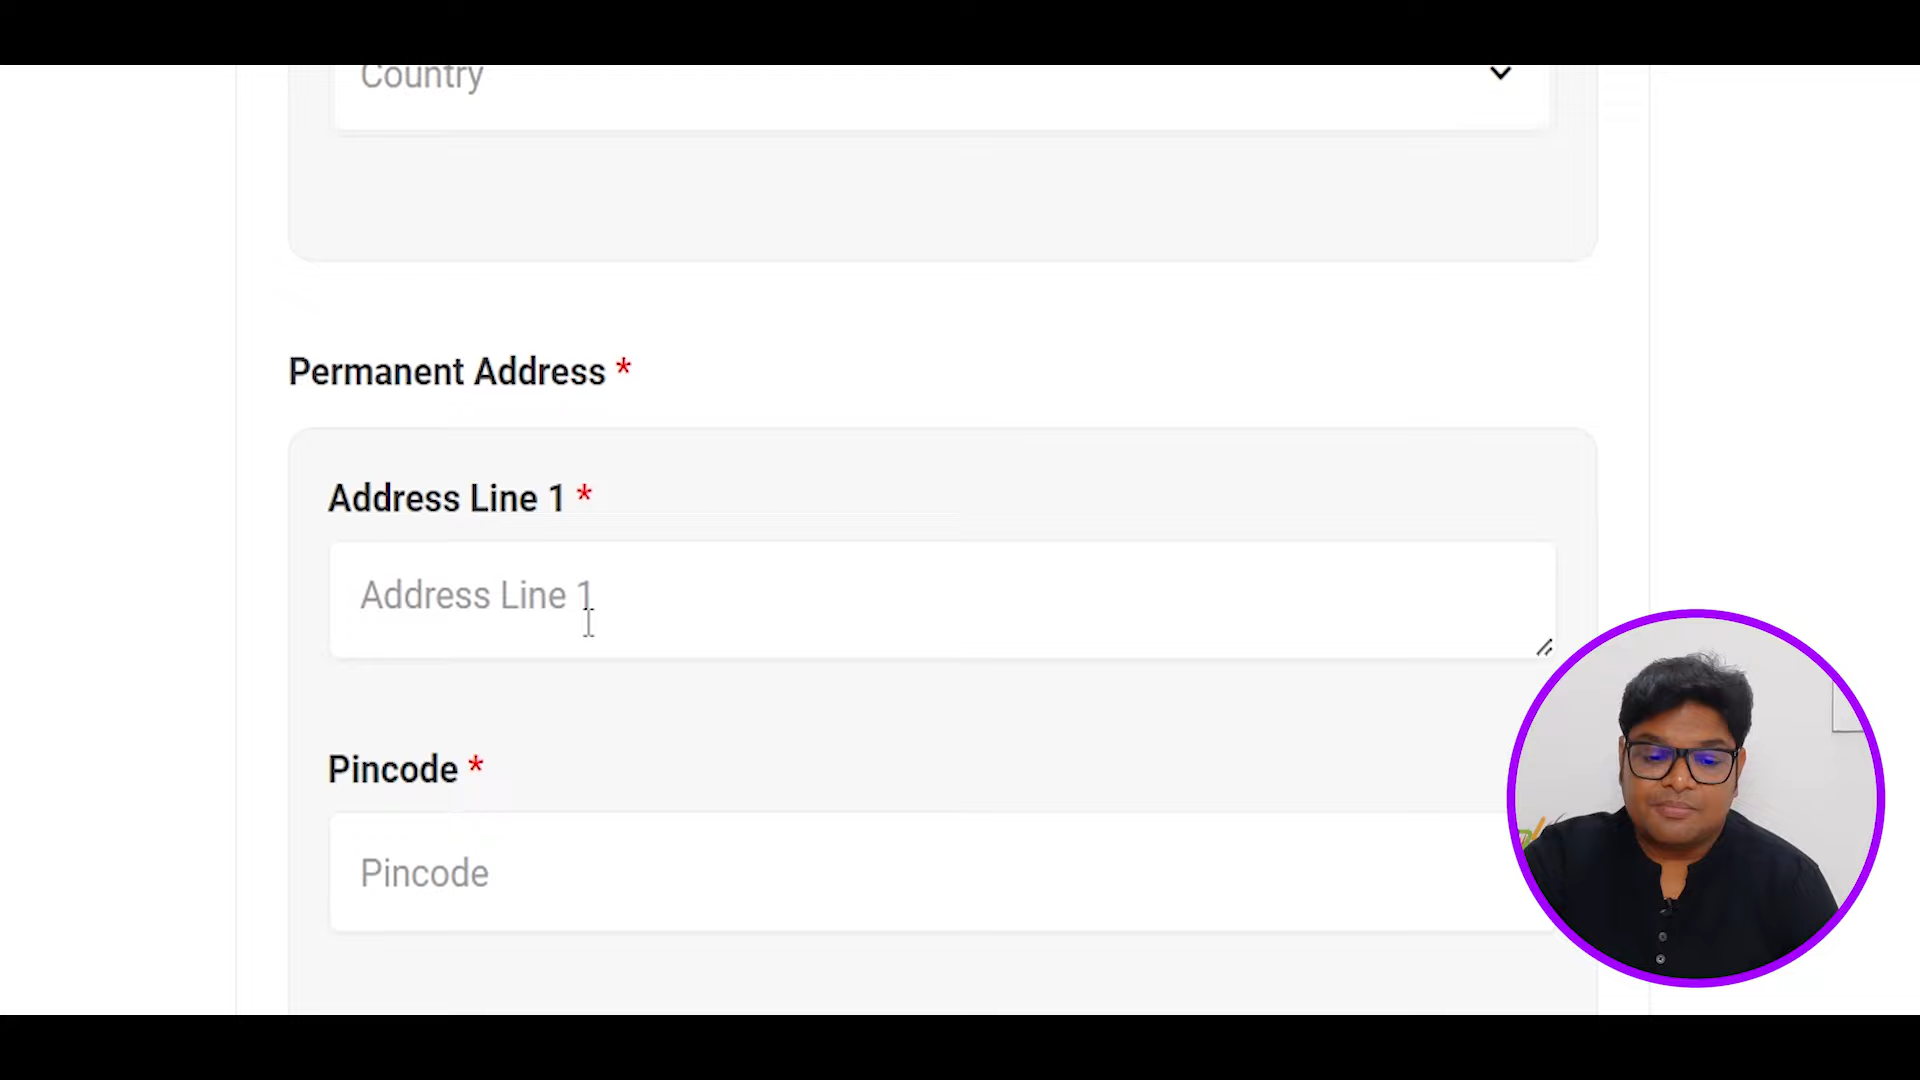 Country
Permanent Address *
Address Line 1 *
Address Line 1
Pincode *
Pincode